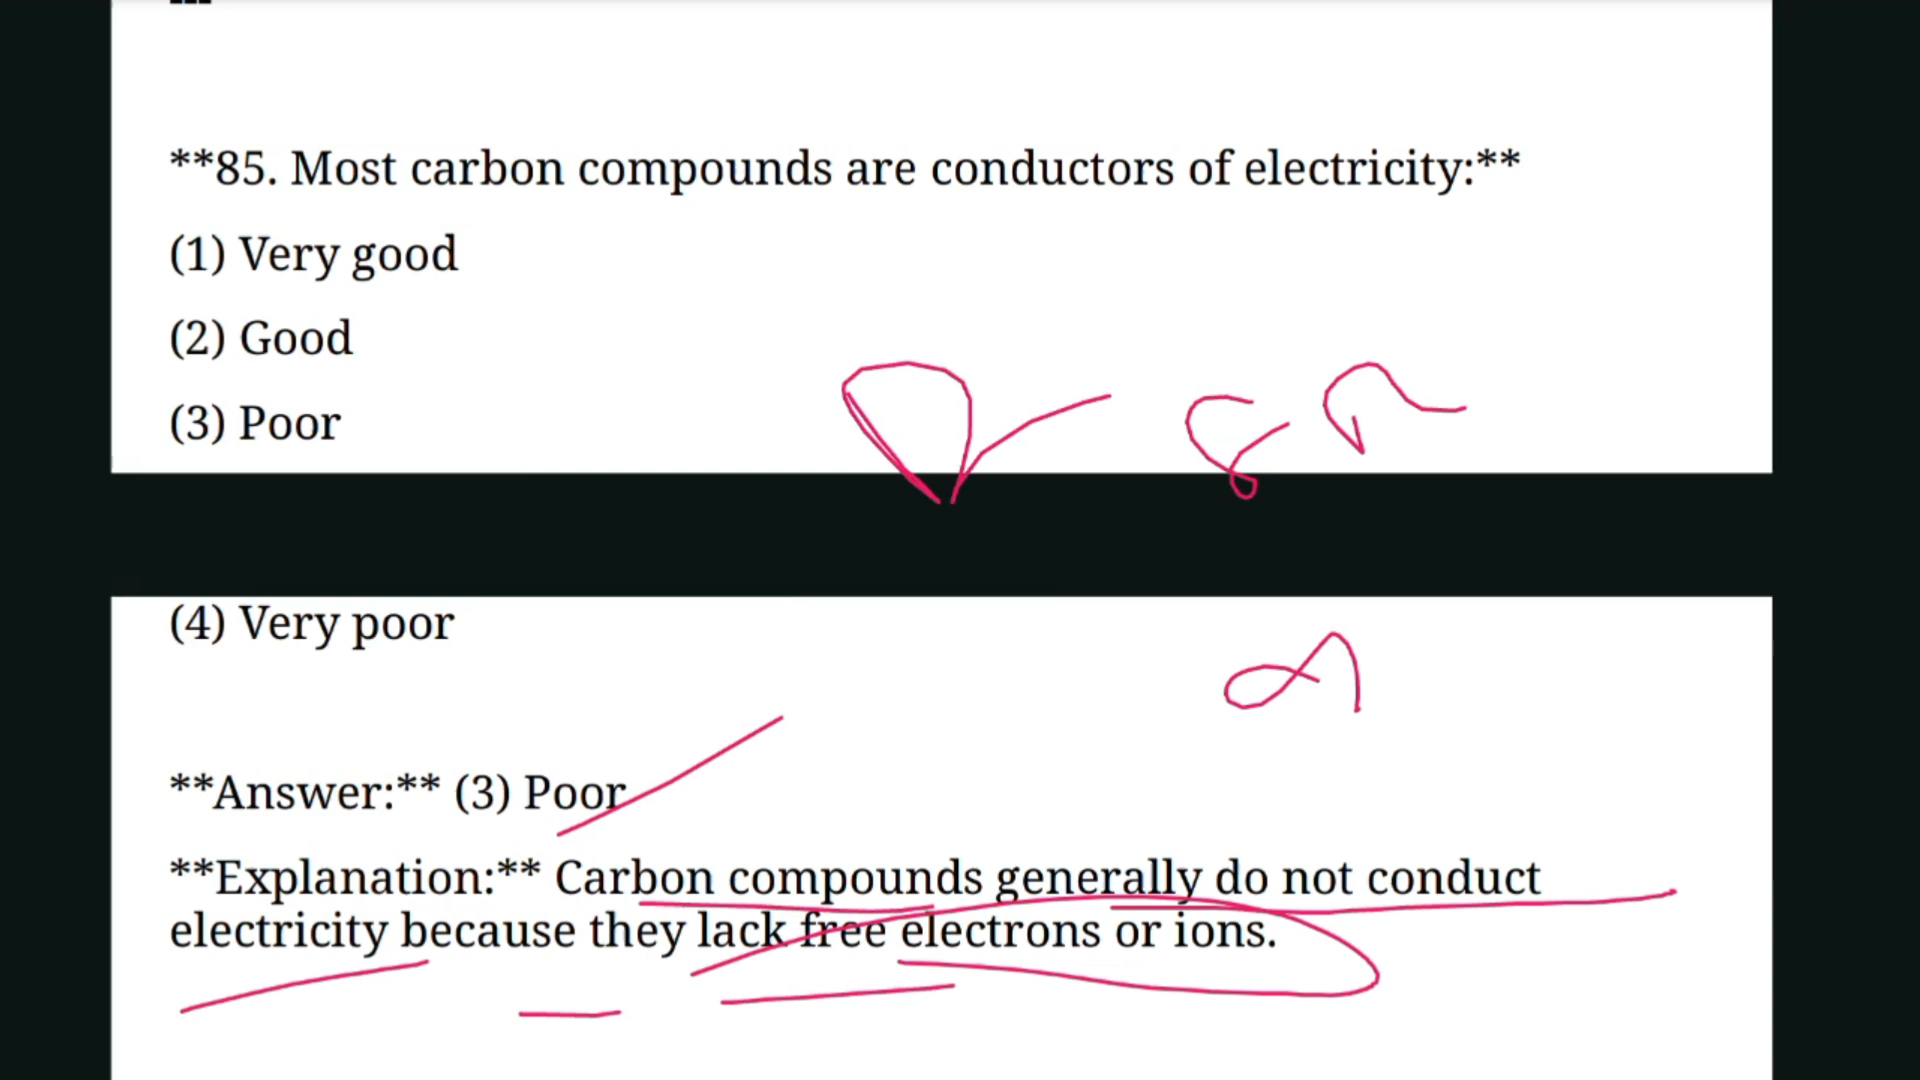 **85. Most carbon compounds are conductors of electricity:**
(1) Very good
(2) Good
(3) Poor
(4) Very poor
**Answer:** (3) Poor
**Explanation:** Carbon compounds generally do not conduct
electricity because they lack free electrons or ions.